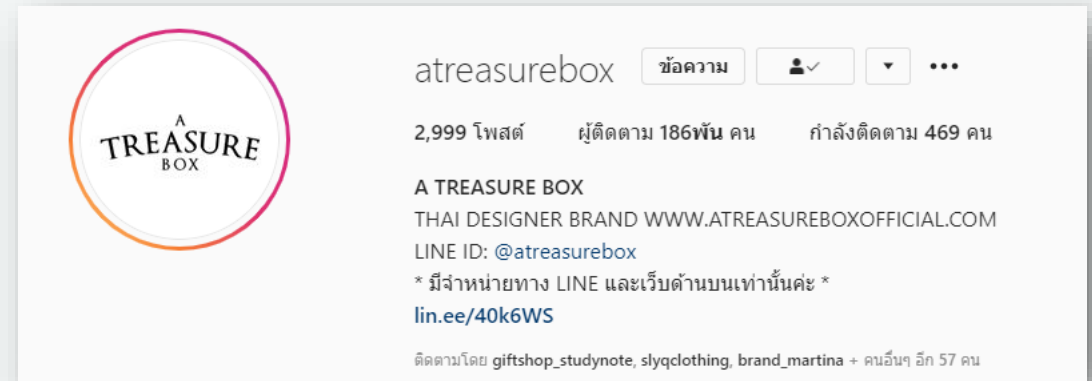 A
TREASURE
BOX
atreasurebox ข้อความ
2,999 โพสต์ ผู้ติดตาม 186พัน คน กำลังติดตาม 469 คน
A TREASURE BOX
THAI DESIGNER BRAND WWW.ATREASUREBOXOFFICIAL.COM
LINE ID: @atreasurebox
* มีจำหน่ายทาง LINE และเว็บด้านบนเท่านั้นค่ะ *
lin.ee/40k6WS
ติดตามโดย giftshop_studynote, slyqclothing, brand_martina + คนอื่นๆ อีก 57 คน